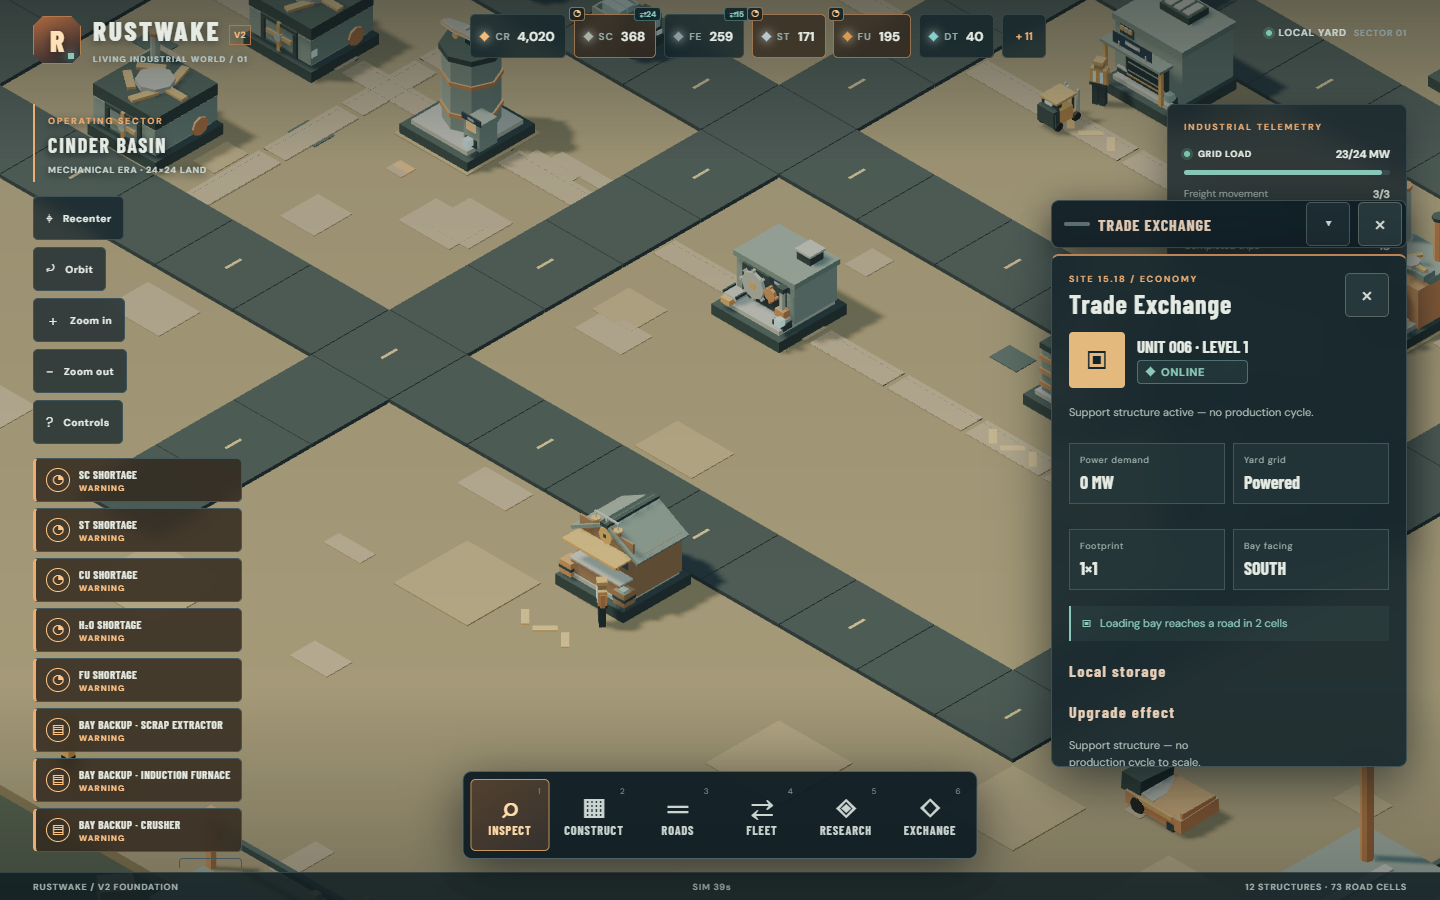 R
RUSTWAKE V2
LIVING INDUSTRIAL WORLD / 01
CR 4,020
SC 368
⇄24
FE 259
⇄15
ST 171
FU 195
DT 40
+ 11
LOCAL YARD SECTOR 01
OPERATING SECTOR
CINDER BASIN
MECHANICAL ERA · 24×24 LAND
Recenter
Orbit
+ Zoom in
− Zoom out
? Controls
SC SHORTAGE
WARNING
ST SHORTAGE
WARNING
CU SHORTAGE
WARNING
H₂O SHORTAGE
WARNING
FU SHORTAGE
WARNING
BAY BACKUP · SCRAP EXTRACTOR
WARNING
BAY BACKUP · INDUCTION FURNACE
WARNING
BAY BACKUP · CRUSHER
WARNING
INDUSTRIAL TELEMETRY
GRID LOAD 23/24 MW
Freight movement 3/3
TRADE EXCHANGE
SITE 15.18 / ECONOMY
Trade Exchange
UNIT 006 · LEVEL 1
ONLINE
Support structure active — no production cycle.
Power demand
0 MW
Yard grid
Powered
Footprint
1×1
Bay facing
SOUTH
Loading bay reaches a road in 2 cells
Local storage
Upgrade effect
Support structure — no
production cycle to scale.
1
INSPECT
2
CONSTRUCT
3
ROADS
4
FLEET
5
RESEARCH
6
EXCHANGE
RUSTWAKE / V2 FOUNDATION
SIM 39s
12 STRUCTURES · 73 ROAD CELLS